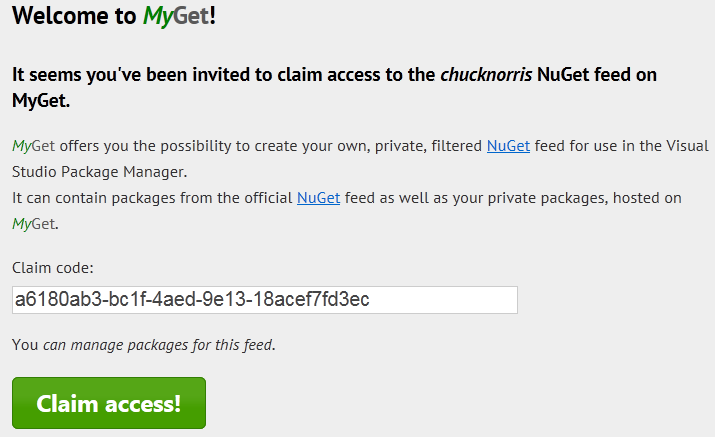 Welcome to MyGet!
It seems you've been invited to claim access to the chucknorris NuGet feed on
MyGet.
MyGet offers you the possibility to create your own, private, filtered NuGet feed for use in the Visual
Studio Package Manager.
It can contain packages from the official NuGet feed as well as your private packages, hosted on
MyGet.
Claim code:
a6180ab3-bc1f-4aed-9e13-18acef7fd3ec
You can manage packages for this feed.
Claim access!